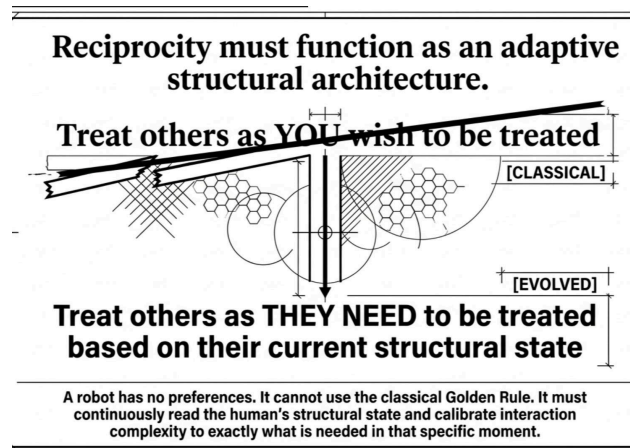 Reciprocity must function as an adaptive
structural architecture.
Treat others as YOU wish to be treated
[CLASSICAL]
[EVOLVED]
Treat others as THEY NEED to be treated
based on their current structural state
A robot has no preferences. It cannot use the classical Golden Rule. It must
continuously read the human's structural state and calibrate interaction
complexity to exactly what is needed in that specific moment.